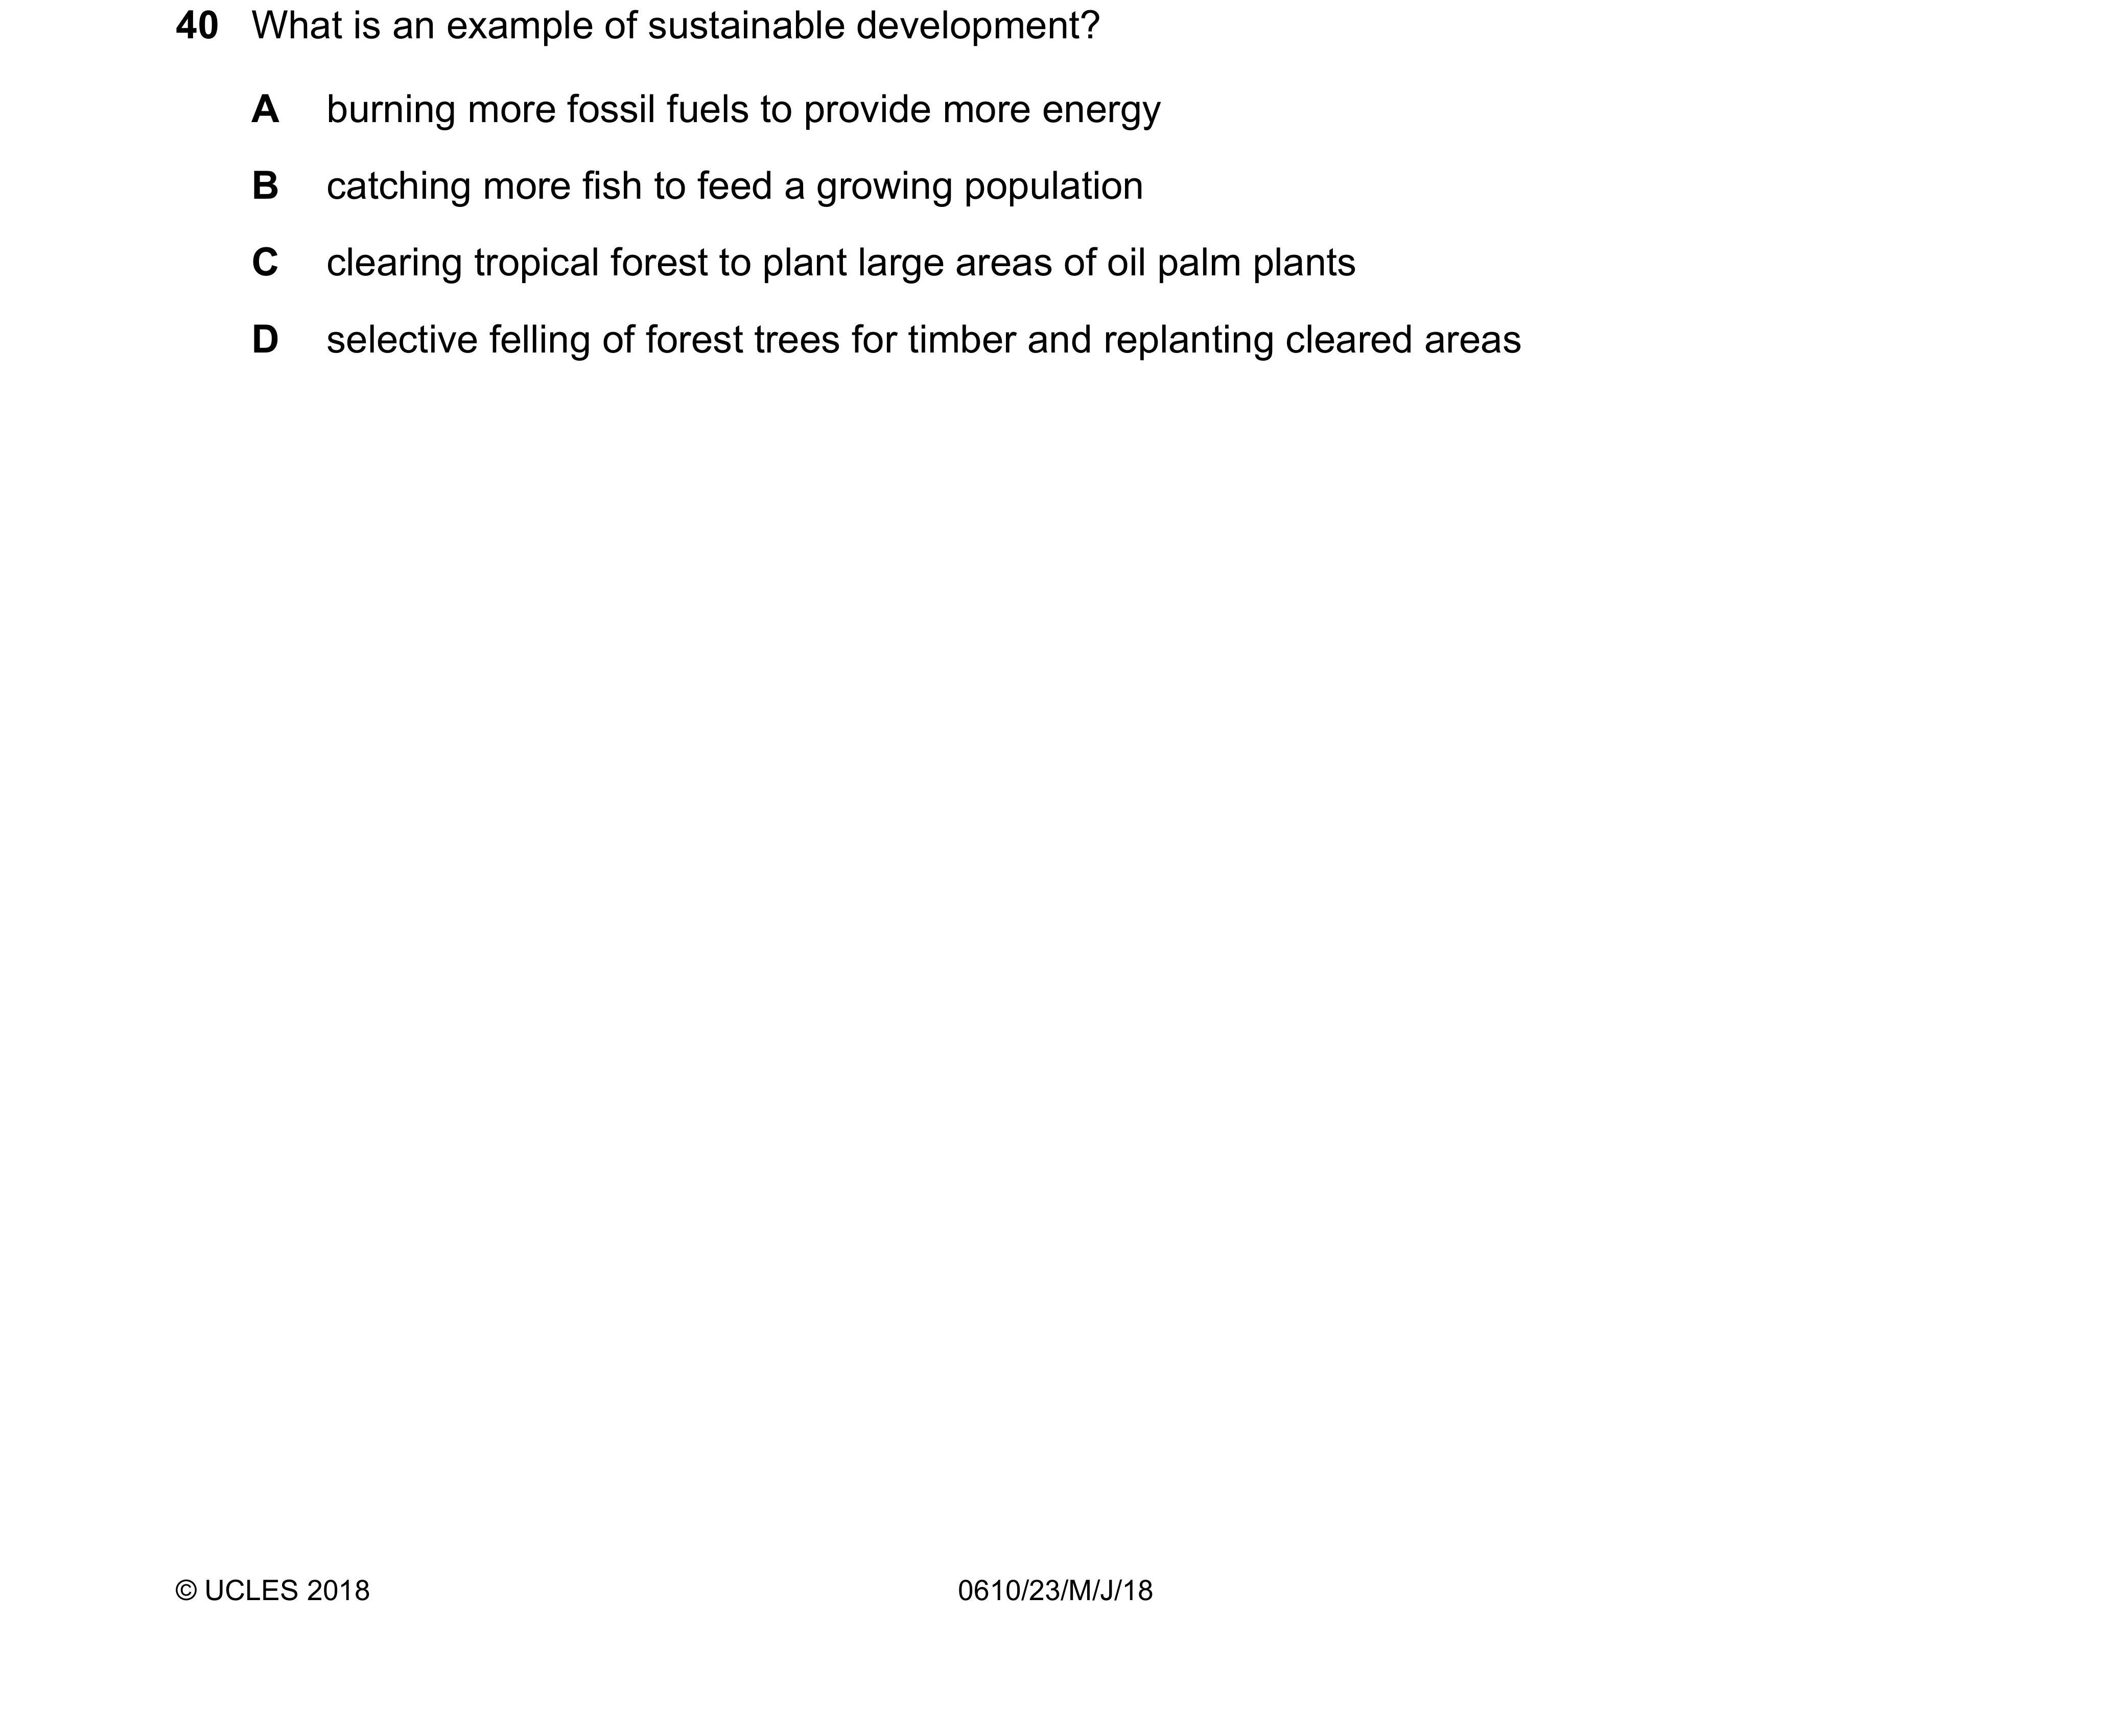 40 What is an example of sustainable development?
A burning more fossil fuels to provide more energy
B catching more fish to feed a growing population
C clearing tropical forest to plant large areas of oil palm plants
D selective felling of forest trees for timber and replanting cleared areas
© UCLES 2018 0610/23/M/J/18